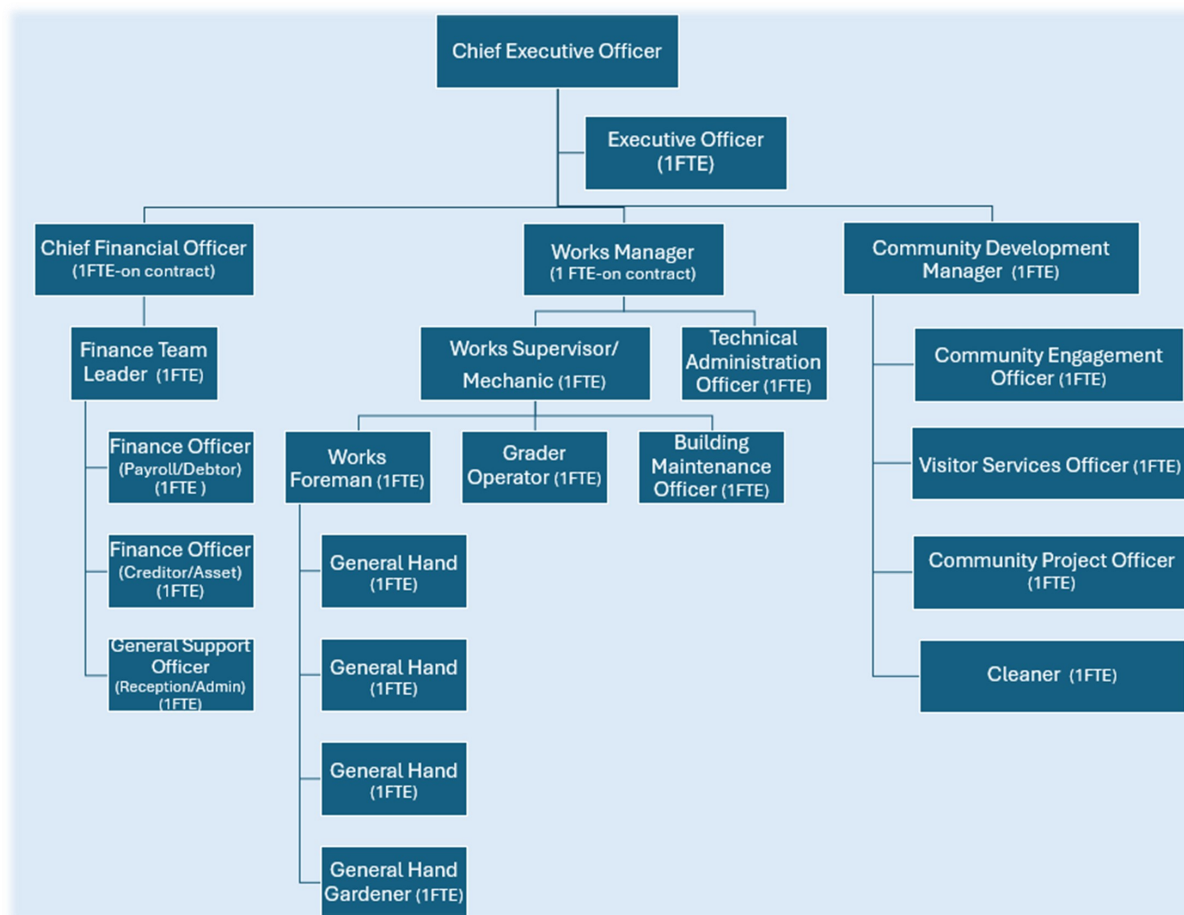 Chief Executive Officer
Executive Officer
(1FTE)
Chief Financial Officer
(1FTE-on contract)
Works Manager
(1 FTE-on contract)
Community Development
Manager (1FTE)
Finance Team
Leader (1FTE)
Works Supervisor/
Mechanic (1FTE)
Technical
Administration
Officer (1FTE)
Community Engagement
Officer (1FTE)
Finance Officer
(Payroll/Debtor)
(1FTE )
Works
Foreman (1FTE)
Grader
Operator (1FTE)
Building
Maintenance
Officer (1FTE)
Visitor Services Officer (1FTE)
Finance Officer
(Creditor/Asset)
(1FTE)
General Hand
(1FTE)
Community Project Officer
(1FTE)
General Support
Officer
(Reception/Admin)
(1FTE)
General Hand
(1FTE)
Cleaner (1FTE)
General Hand
(1FTE)
General Hand
Gardener (1FTE)